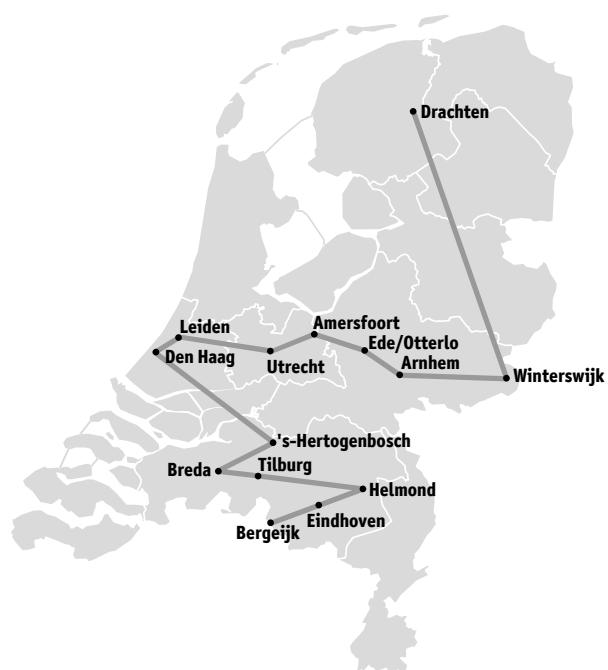 Drachten
Leiden
Amersfoort
Den Haag
Ede/Otterlo
Utrecht
Arnhem
Winterswijk
's-Hertogenbosch
Breda
Tilburg
Helmond
Eindhoven
Bergeijk